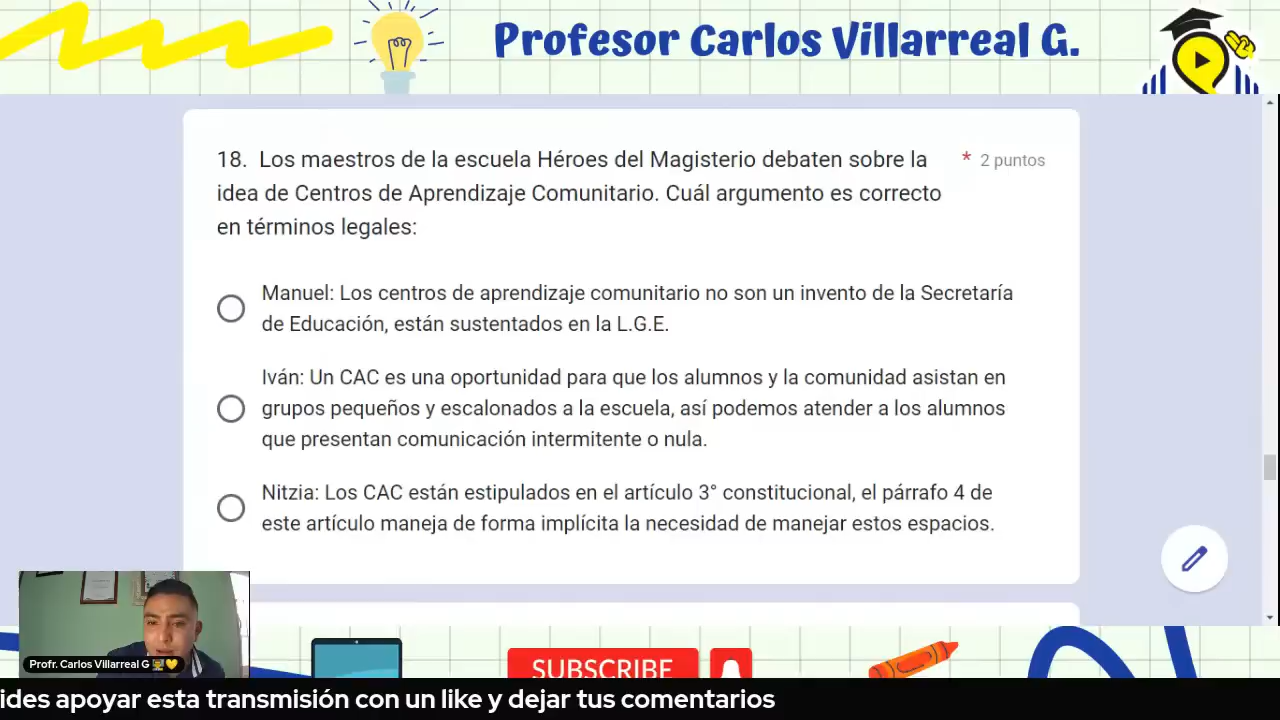 Profesor Carlos Villarreal G.
18. Los maestros de la escuela Héroes del Magisterio debaten sobre la
* 2 puntos
idea de Centros de Aprendizaje Comunitario. Cuál argumento es correcto
en términos legales:
Manuel: Los centros de aprendizaje comunitario no son un invento de la Secretaría
de Educación, están sustentados en la L.G.E.
Iván: Un CAC es una oportunidad para que los alumnos y la comunidad asistan en
grupos pequeños y escalonados a la escuela, así podemos atender a los alumnos
que presentan comunicación intermitente o nula.
Nitzia: Los CAC están estipulados en el artículo 3° constitucional, el párrafo 4 de
este artículo maneja de forma implícita la necesidad de manejar estos espacios.
Profr. Carlos Villarreal G
SUBSCRIBE
ides apoyar esta transmisión con un like y dejar tus comentarios